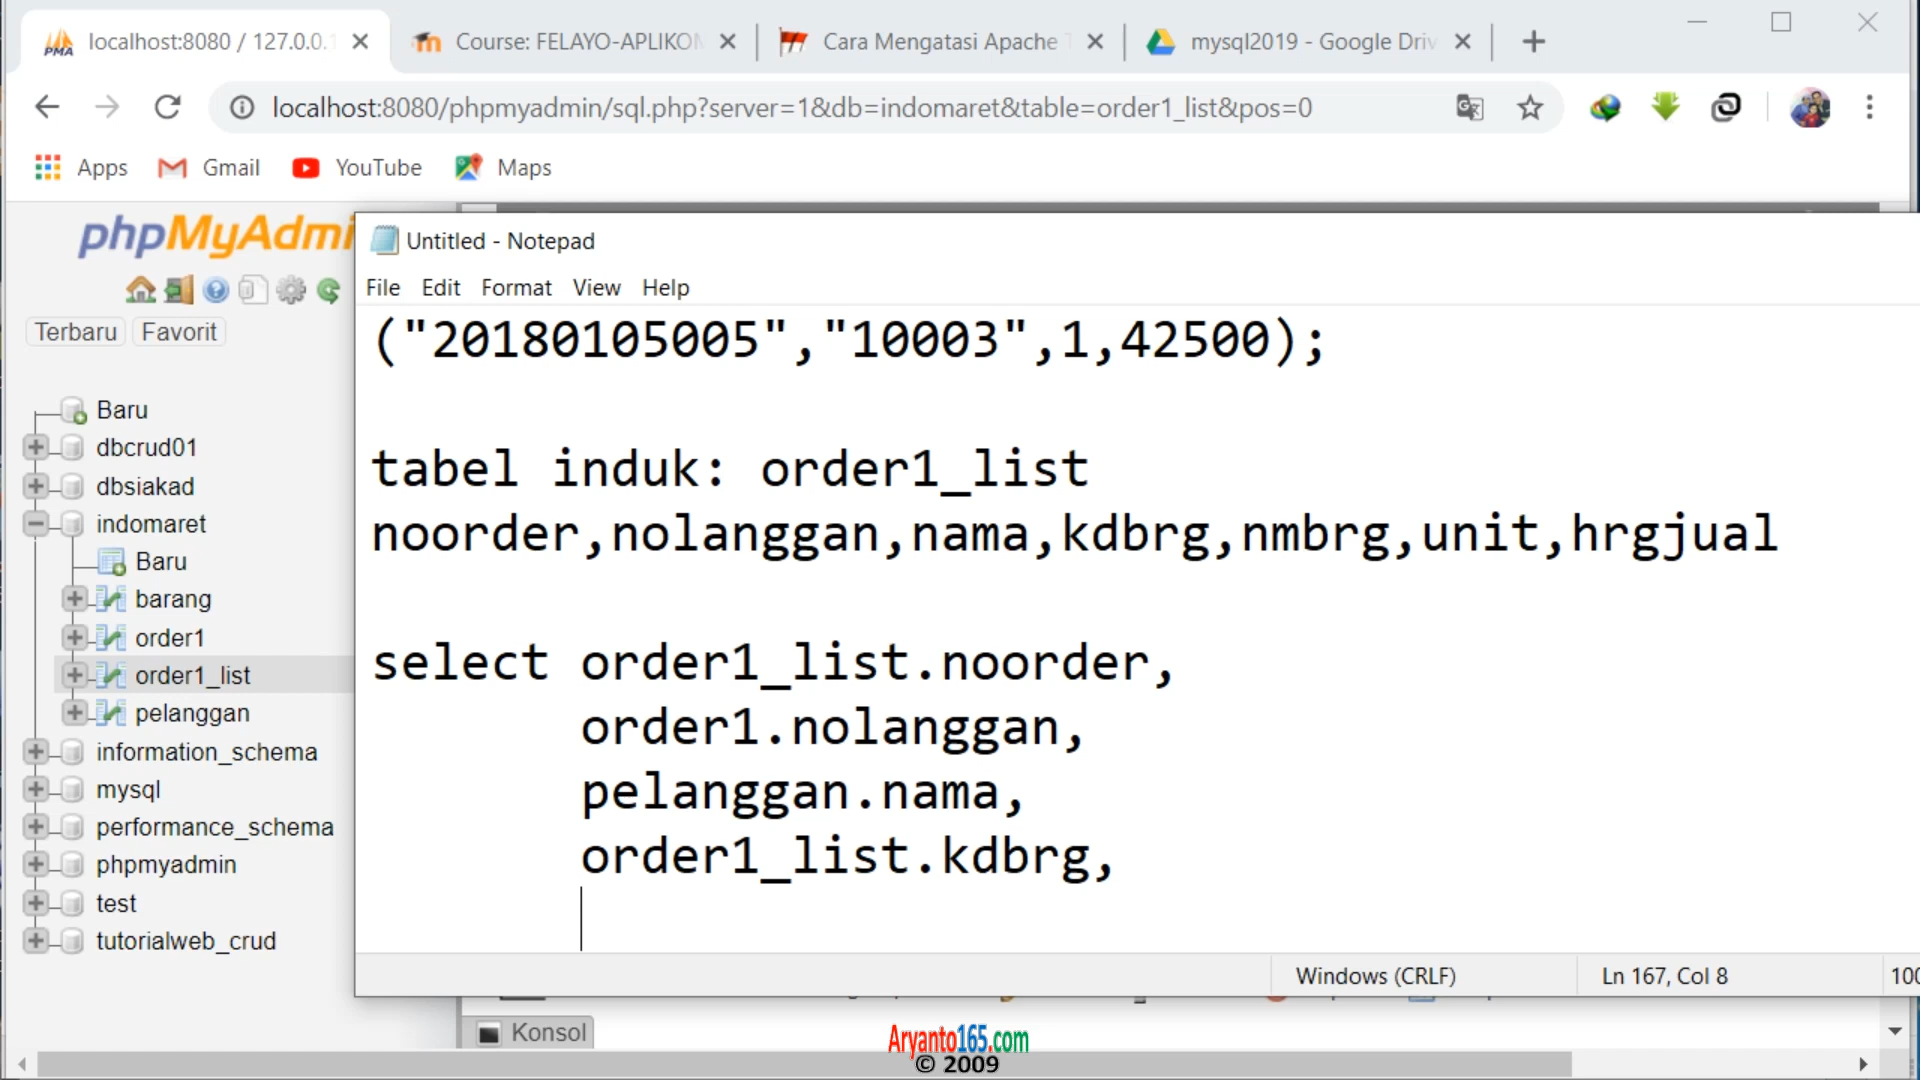 localhost:8080 / 127.0.0.1
Course: FELAYO-APLIKOM
Cara Mengatasi Apache T
mysql2019 - Google Driv
localhost:8080/phpmyadmin/sql.php?server=1&db=indomaret&table=order1_list&pos=0
Apps
Gmail
YouTube
Maps
phpMyAdmi
Terbaru
Favorit
Baru
dbcrud01
dbsiakad
indomaret
Baru
barang
order1
order1_list
pelanggan
information_schema
mysql
performance_schema
phpmyadmin
test
tutorialweb_crud
Untitled - Notepad
File Edit Format View Help
("20180105005","10003",1,42500);
tabel induk: order1_list
noorder,nolanggan,nama,kdbrg,nmbrg,unit,hrgjual
select order1_list.noorder,
order1.nolanggan,
pelanggan.nama,
order1_list.kdbrg,
Windows (CRLF)
Ln 167, Col 8
100
Konsol
Aryanto165.com
© 2009